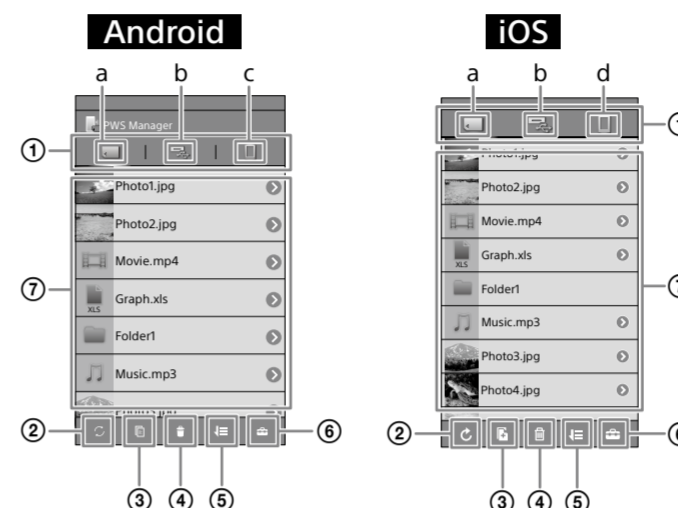 Android
iOS
a b c
a b d
PWS Manager
①
Photo1.jpg
Photo2.jpg
Movie.mp4
XLS
Graph.xls
Folder1
Music.mp3
⑦
②
⑥
③ ④ ⑤
Photo2.jpg
Movie.mp4
XLS
Graph.xls
Folder1
Music.mp3
Photo3.jpg
Photo4.jpg
②
③ ④ ⑤